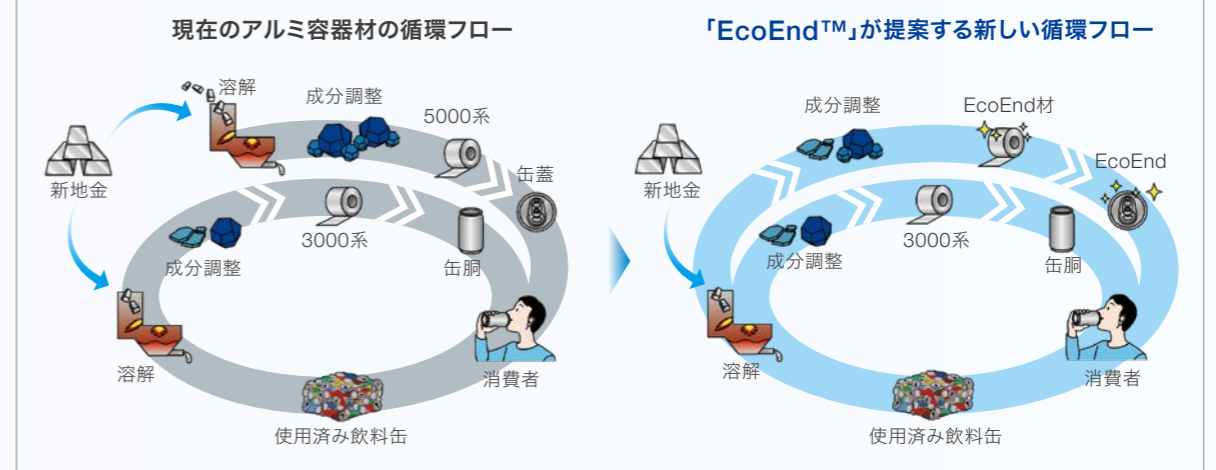 現在のアルミ容器材の循環フロー
溶解
成分調整
5000系
新地金
缶蓋
3000系
成分調整
缶胴
溶解
消費者
使用済み飲料缶
「EcoEnd™」が提案する新しい循環フロー
成分調整
EcoEnd材
新地金
EcoEnd
3000系
成分調整
缶胴
溶解
消費者
使用済み飲料缶